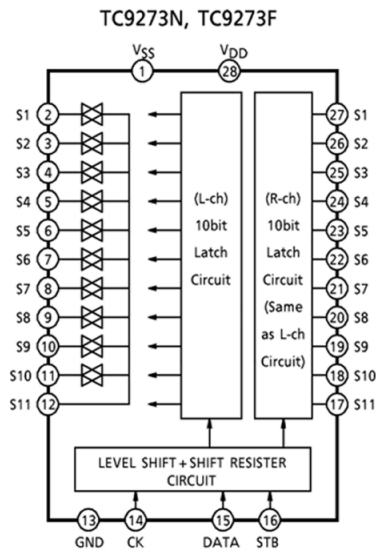 TC9273N, TC9273F
VSS VDD
1 28
S1 2 27 S1
S2 3 26 S2
S3 4 25 S3
S4 5 (L-ch) (R-ch) 24 S4
S5 6 10bit 10bit 23 S5
S6 7 Latch Latch 22 S6
S7 8 Circuit Circuit 21 S7
S8 9 (Same 20 S8
S9 10 as L-ch 19 S9
S10 11 Circuit) 18 S10
S11 12 17 S11
LEVEL SHIFT + SHIFT RESISTER
CIRCUIT
13 14 15 16
GND CK DATA STB